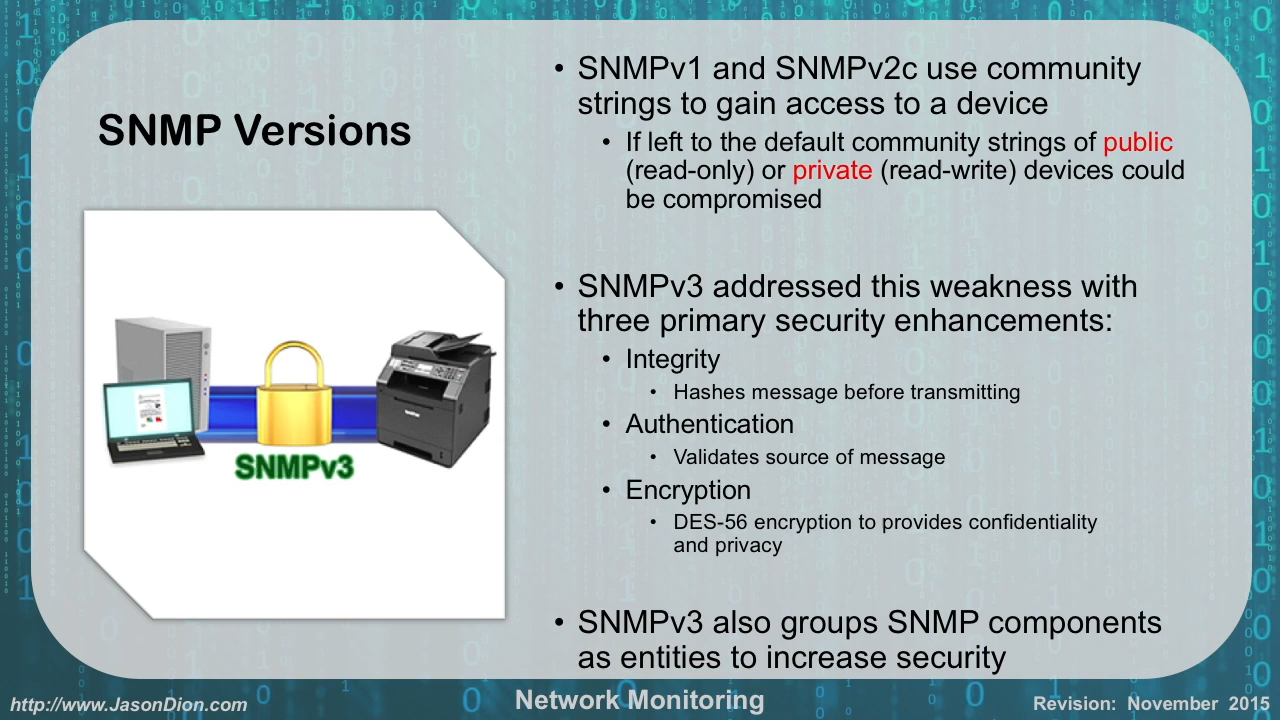 SNMP Versions
SNMPv3
• SNMPv1 and SNMPv2c use community
strings to gain access to a device
• If left to the default community strings of public
(read-only) or private (read-write) devices could
be compromised
• SNMPv3 addressed this weakness with
three primary security enhancements:
• Integrity
• Hashes message before transmitting
• Authentication
• Validates source of message
• Encryption
• DES-56 encryption to provides confidentiality
and privacy
• SNMPv3 also groups SNMP components
as entities to increase security
http://www.JasonDion.com
Network Monitoring
Revision: November 2015